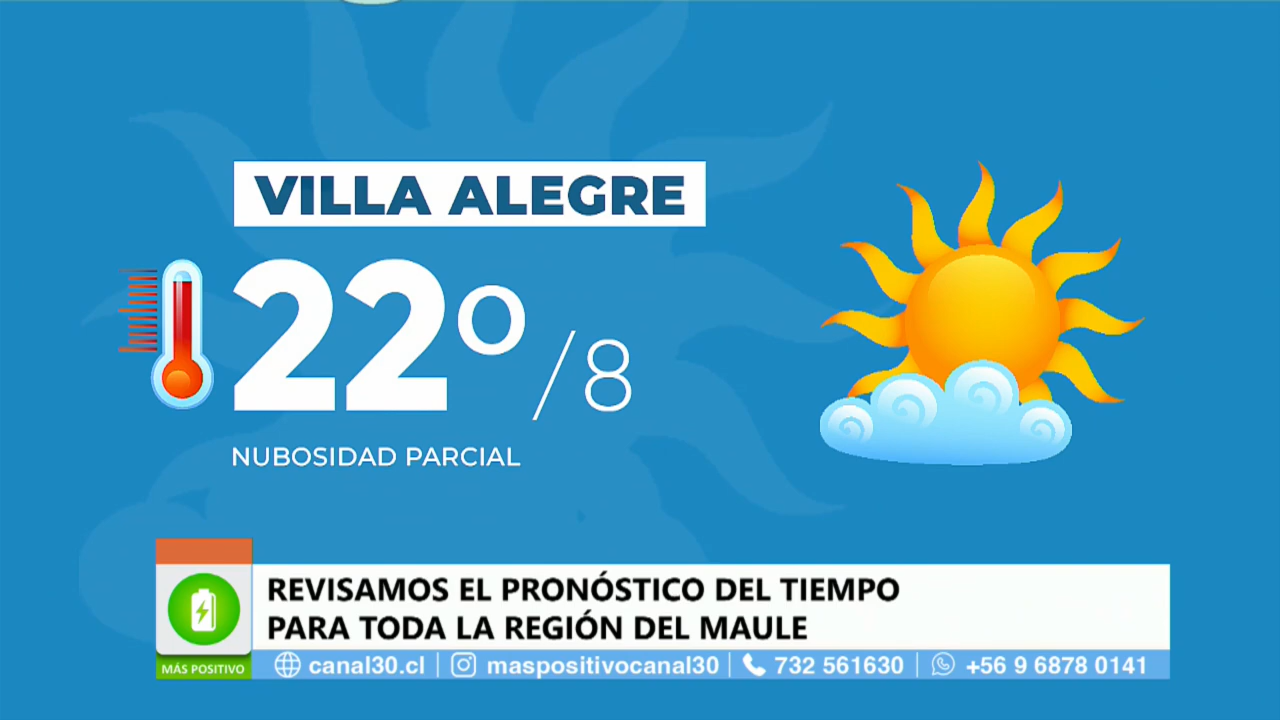 VILLA ALEGRE
22º/8
NUBOSIDAD PARCIAL
REVISAMOS EL PRONÓSTICO DEL TIEMPO
PARA TODA LA REGIÓN DEL MAULE
MÁS POSITIVO
canal30.cl | maspositivocanal30 | 732 561630 | +56 9 6878 0141